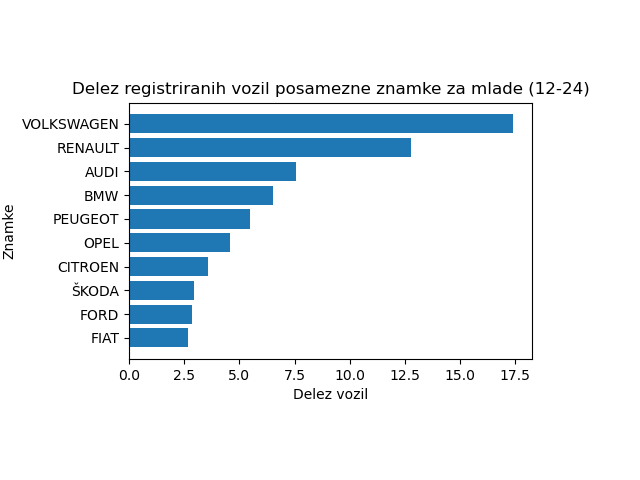 Delez registriranih vozil posamezne znamke za mlade (12-24)
Znamke
VOLKSWAGEN
RENAULT
AUDI
BMW
PEUGEOT
OPEL
CITROEN
ŠKODA
FORD
FIAT
0.0 2.5 5.0 7.5 10.0 12.5 15.0 17.5
Delez vozil